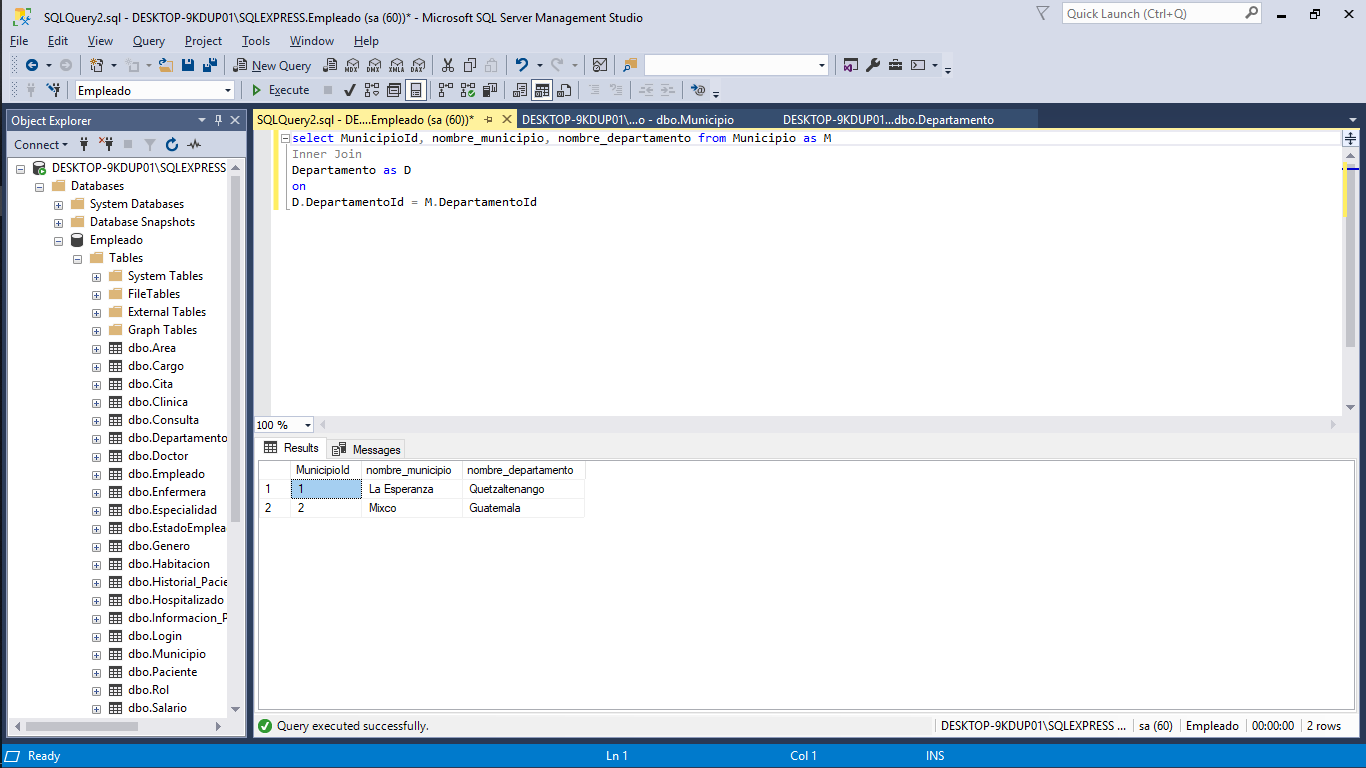 SQLQuery2.sql - DESKTOP-9KDUP01\SQLEXPRESS.Empleado (sa (60))* - Microsoft SQL Server Management Studio
Quick Launch (Ctrl+Q)
File Edit View Query Project Tools Window Help
New Query MDX DMX XMLA DAX
Empleado Execute
Object Explorer
SQLQuery2.sql - DE....Empleado (sa (60))* DESKTOP-9KDUP01\...o - dbo.Municipio DESKTOP-9KDUP01...dbo.Departamento
Connect
DESKTOP-9KDUP01\SQLEXPRESS
Databases
System Databases
Database Snapshots
Empleado
Tables
System Tables
FileTables
External Tables
Graph Tables
dbo.Area
dbo.Cargo
dbo.Cita
dbo.Clinica
dbo.Consulta
dbo.Departamento
dbo.Doctor
dbo.Empleado
dbo.Enfermera
dbo.Especialidad
dbo.EstadoEmplea
dbo.Genero
dbo.Habitacion
dbo.Historial_Pacie
dbo.Hospitalizado
dbo.Informacion_P
dbo.Login
dbo.Municipio
dbo.Paciente
dbo.Rol
dbo.Salario
select MunicipioId, nombre_municipio, nombre_departamento from Municipio as M
Inner Join
Departamento as D
on
D.DepartamentoId = M.DepartamentoId
100 %
Results Messages
MunicipioId nombre_municipio nombre_departamento
1 1 La Esperanza Quetzaltenango
2 2 Mixco Guatemala
Query executed successfully. DESKTOP-9KDUP01\SQLEXPRESS ... sa (60) Empleado 00:00:00 2 rows
Ready Ln 1 Col 1 INS